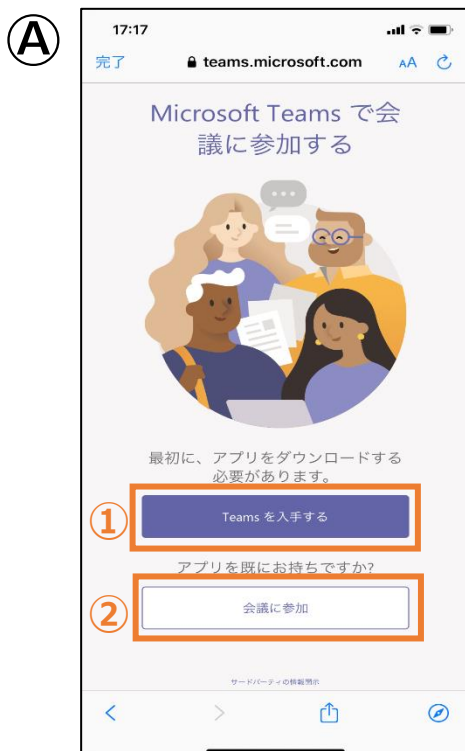 Ⓐ
17:17
完了 teams.microsoft.com AA
Microsoft Teams で会
議に参加する
最初に、アプリをダウンロードする
必要があります。
① Teams を入手する
アプリを既にお持ちですか?
② 会議に参加
サードパーティの情報開示